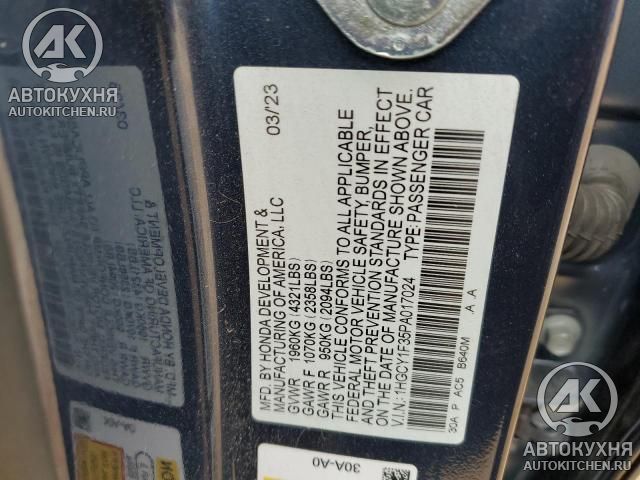 АВТОКУХНЯ
AUTOKITCHEN.RU
MFD. BY HONDA DEVELOPMENT &
MANUFACTURING OF AMERICA, LLC 03/23
GVWR 1960KG (4321LBS)
GAWR F 1070KG (2358LBS)
GAWR R 950KG (2094LBS)
THIS VEHICLE CONFORMS TO ALL APPLICABLE
FEDERAL MOTOR VEHICLE SAFETY, BUMPER,
AND THEFT PREVENTION STANDARDS IN EFFECT
ON THE DATE OF MANUFACTURE SHOWN ABOVE.
V.I.N.: 1HGCY1F35PA017024 TYPE: PASSENGER CAR
30A P AC5 B640M A A
30A-A0
АВТОКУХНЯ
AUTOKITCHEN.RU